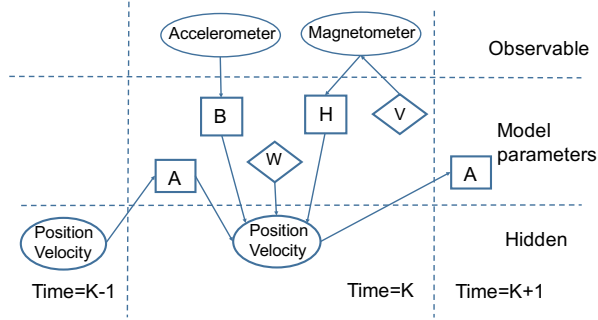 Accelerometer
Magnetometer
Observable
B
H
V
W
Model
parameters
A
A
Position
Velocity
Position
Velocity
Hidden
Time=K-1
Time=K
Time=K+1